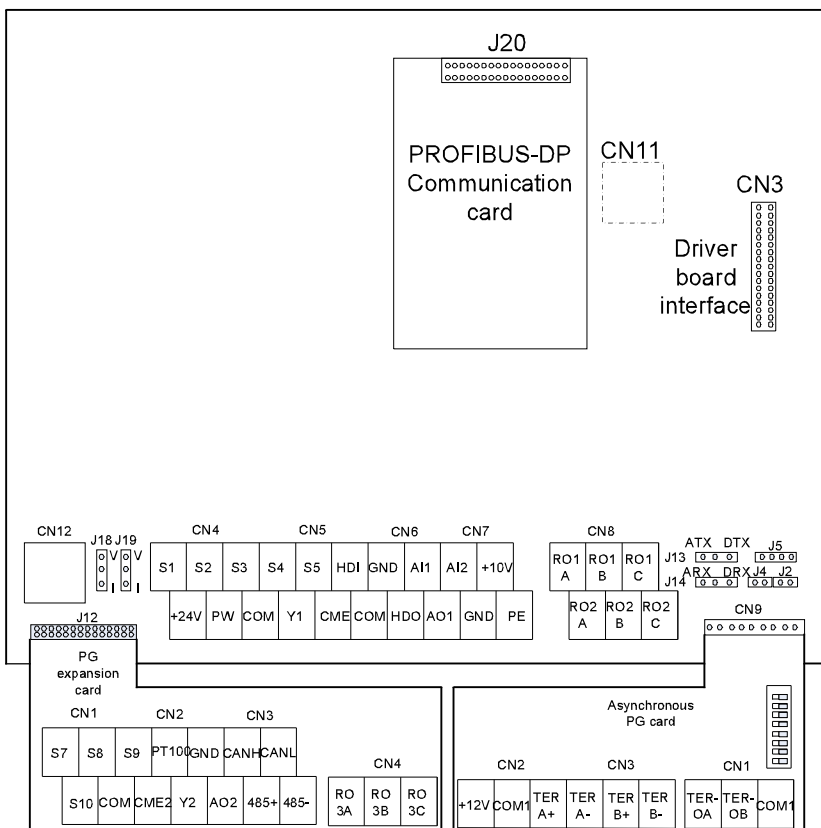 J20
PROFIBUS-DP
Communication
card
CN11
CN3
Driver
board
interface
CN12
J18 J19
V V
I I
CN4 CN5 CN6 CN7
S1 S2 S3 S4 S5 HDI GND AI1 AI2 +10V
+24V PW COM Y1 CME COM HDO AO1 GND PE
CN8
RO1 RO1 RO1
A B C
RO2 RO2 RO2
A B C
ATX DTX
J13
J5
ARX DRX J4 J2
J14
J12
CN9
PG
expansion
card
CN1 CN2 CN3
S7 S8 S9 PT100 GND CANH CANL
S10 COM CME2 Y2 AO2 485+ 485-
CN4
RO RO RO
3A 3B 3C
Asynchronous
PG card
CN2 CN3 CN1
+12V COM1 TER TER TER TER TER- TER- COM1
A+ A- B+ B- OA OB